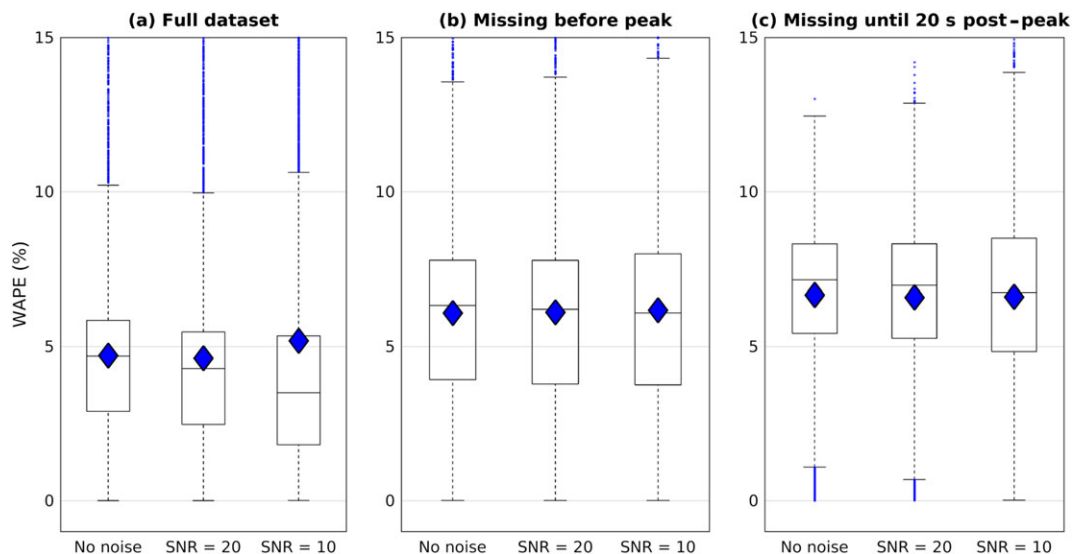 (a) Full dataset
(b) Missing before peak
(c) Missing until 20 s post-peak
WAPE (%)
15
10
5
0
15
10
5
0
15
10
5
0
No noise SNR = 20 SNR = 10
No noise SNR = 20 SNR = 10
No noise SNR = 20 SNR = 10